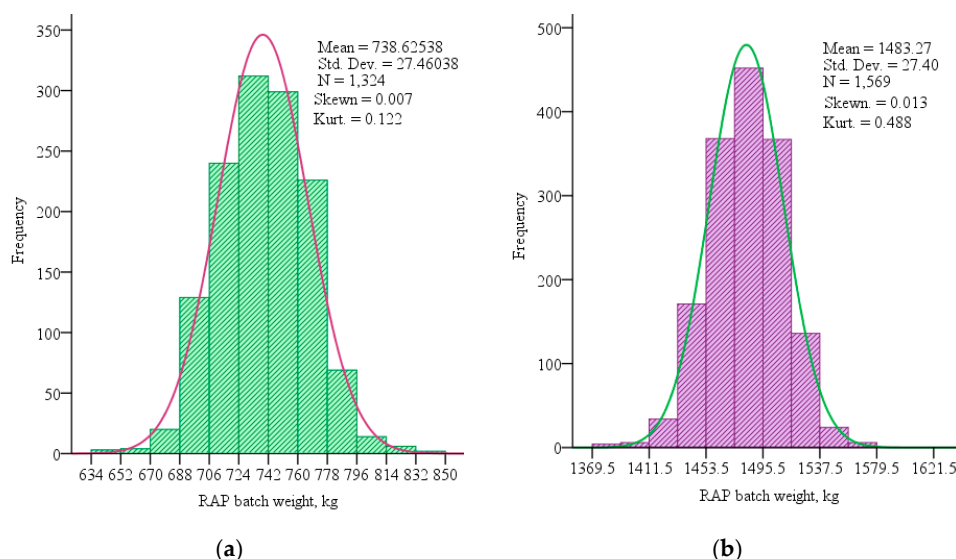 350
300
250
200
150
100
50
0
Frequency
Mean = 738.62538
Std. Dev. = 27.46038
N = 1,324
Skewn = 0.007
Kurt. = 0.122
634 652 670 688 706 734 742 760 778 796 814 832 850
RAP batch weight, kg
(a)
500
400
300
200
100
0
Frequency
Mean = 1483.27
Std. Dev. = 27.40
N = 1,569
Skewn. = 0.013
Kurt. = 0.488
1369.5 1411.5 1453.5 1495.5 1537.5 1579.5 1621.5
RAP batch weight, kg
(b)